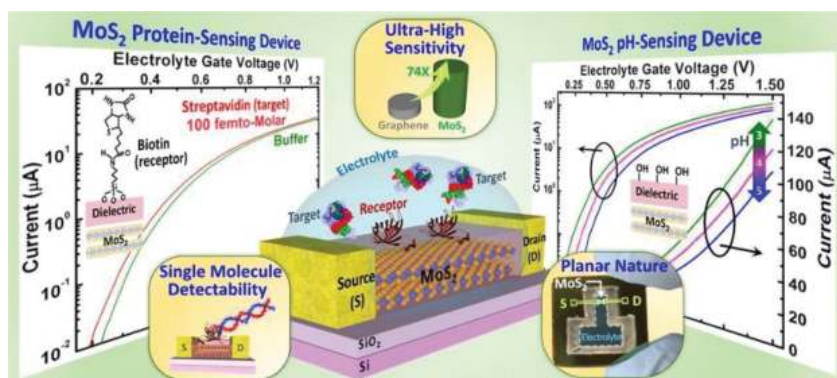 MoS₂ Protein-Sensing Device
Electrolyte Gate Voltage (V)
0.2 0.4 0.6 0.8 1.0 1.2
10²
10¹
10⁰
10⁻¹
10⁻²
Current (µA)
Streptavidin (target)
100 femto-Molar
Buffer
Biotin
(receptor)
Dielectric
MoS₂
Single Molecule
Detectability
S D
Ultra-High
Sensitivity
74X
Graphene
MoS₂
Electrolyte
Target
Target
Receptor
Source
(S)
MoS₂
Drain
(D)
SiO₂
Si
MoS₂ pH-Sensing Device
Electrolyte Gate Voltage (V)
0.25 0.50 0.75 1.00 1.25 1.50
10¹
10⁰
Current (µA)
140
120
100
80
60
40
20
0
Current (µA)
pH
3
4
5
OH OH OH
Dielectric
MoS₂
Planar Nature
MoS₂
S D
Electrolyte